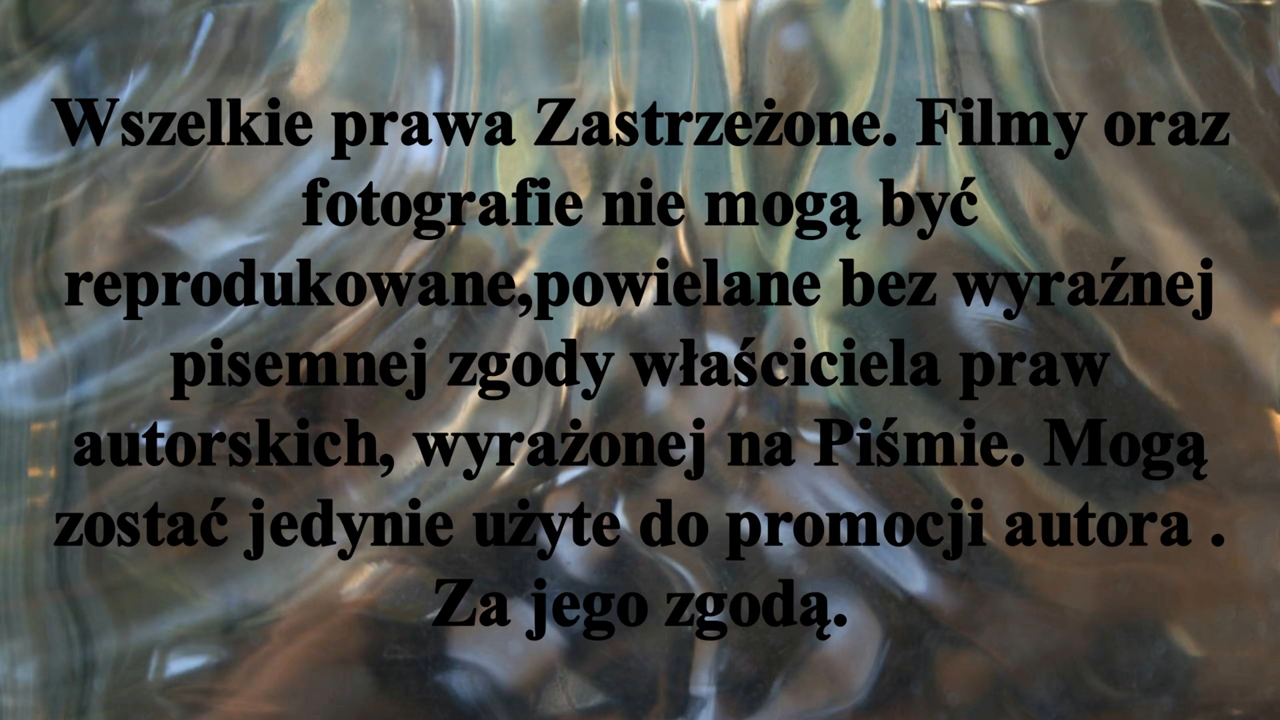 Wszelkie prawa Zastrzeżone. Filmy oraz
fotografie nie mogą być
reprodukowane,powielane bez wyraźnej
pisemnej zgody właściciela praw
autorskich, wyrażonej na Piśmie. Mogą
zostać jedynie użyte do promocji autora .
Za jego zgodą.